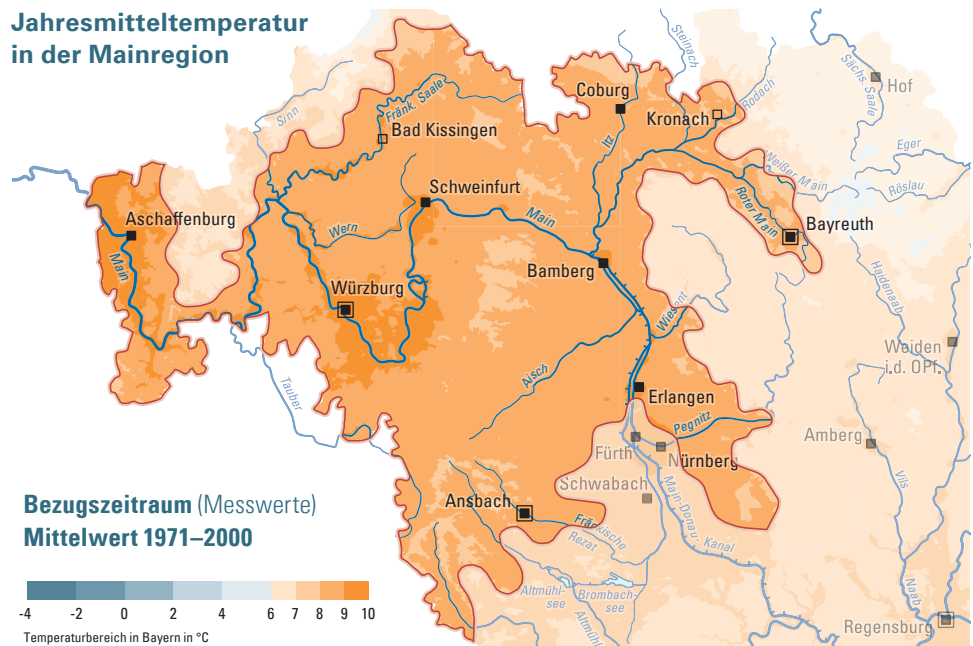 Jahresmitteltemperatur
in der Mainregion
Steinach
Sächs. Saale
Hof
Coburg
Fränk. Saale
Sinn
Kronach
Rodach
Bad Kissingen
Itz
Eger
Weißer Main
Röslau
Schweinfurt
Roter Main
Aschaffenburg
Main
Bayreuth
Wern
Main
Bamberg
Haidenaab
Würzburg
Wiesent
Weiden
i.d. OPf.
Aisch
Tauber
Erlangen
Pegnitz
Amberg
Fürth
Nürnberg
Schwabach
Vils
Main-Donau-Kanal
Ansbach
Fränkische
Rezat
Bezugszeitraum (Messwerte)
Mittelwert 1971–2000
Altmühl-
see
Brombach-
see
Altmühl
Naab
Regensburg
-4 -2 0 2 4 6 7 8 9 10
Temperaturbereich in Bayern in °C